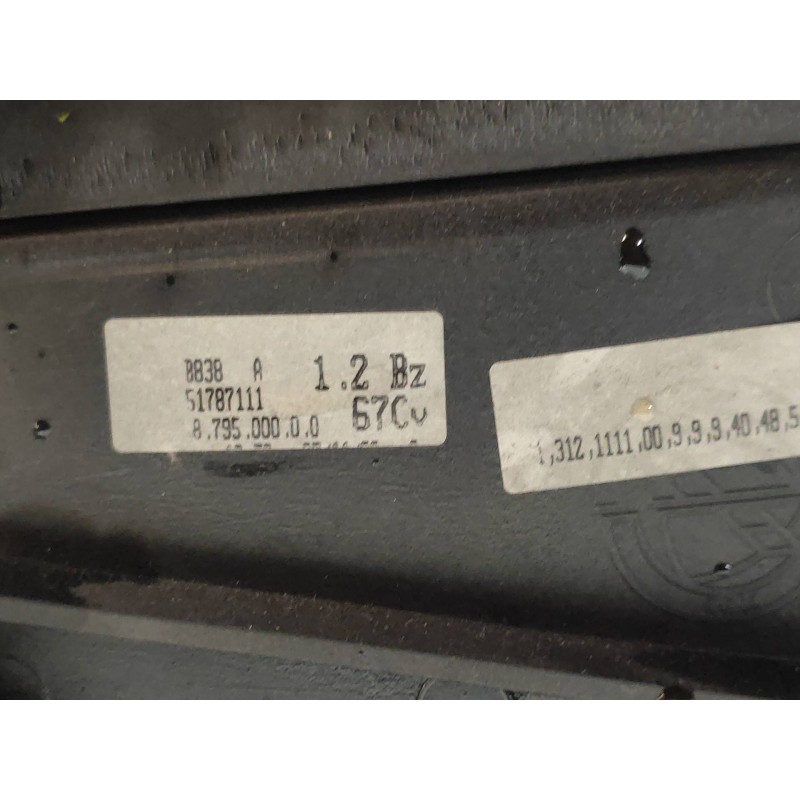 B838 A 1.2 Bz
51787111 67Cv
8.795.000.0.0
,312,1111,00,9,9,9,40,48,5